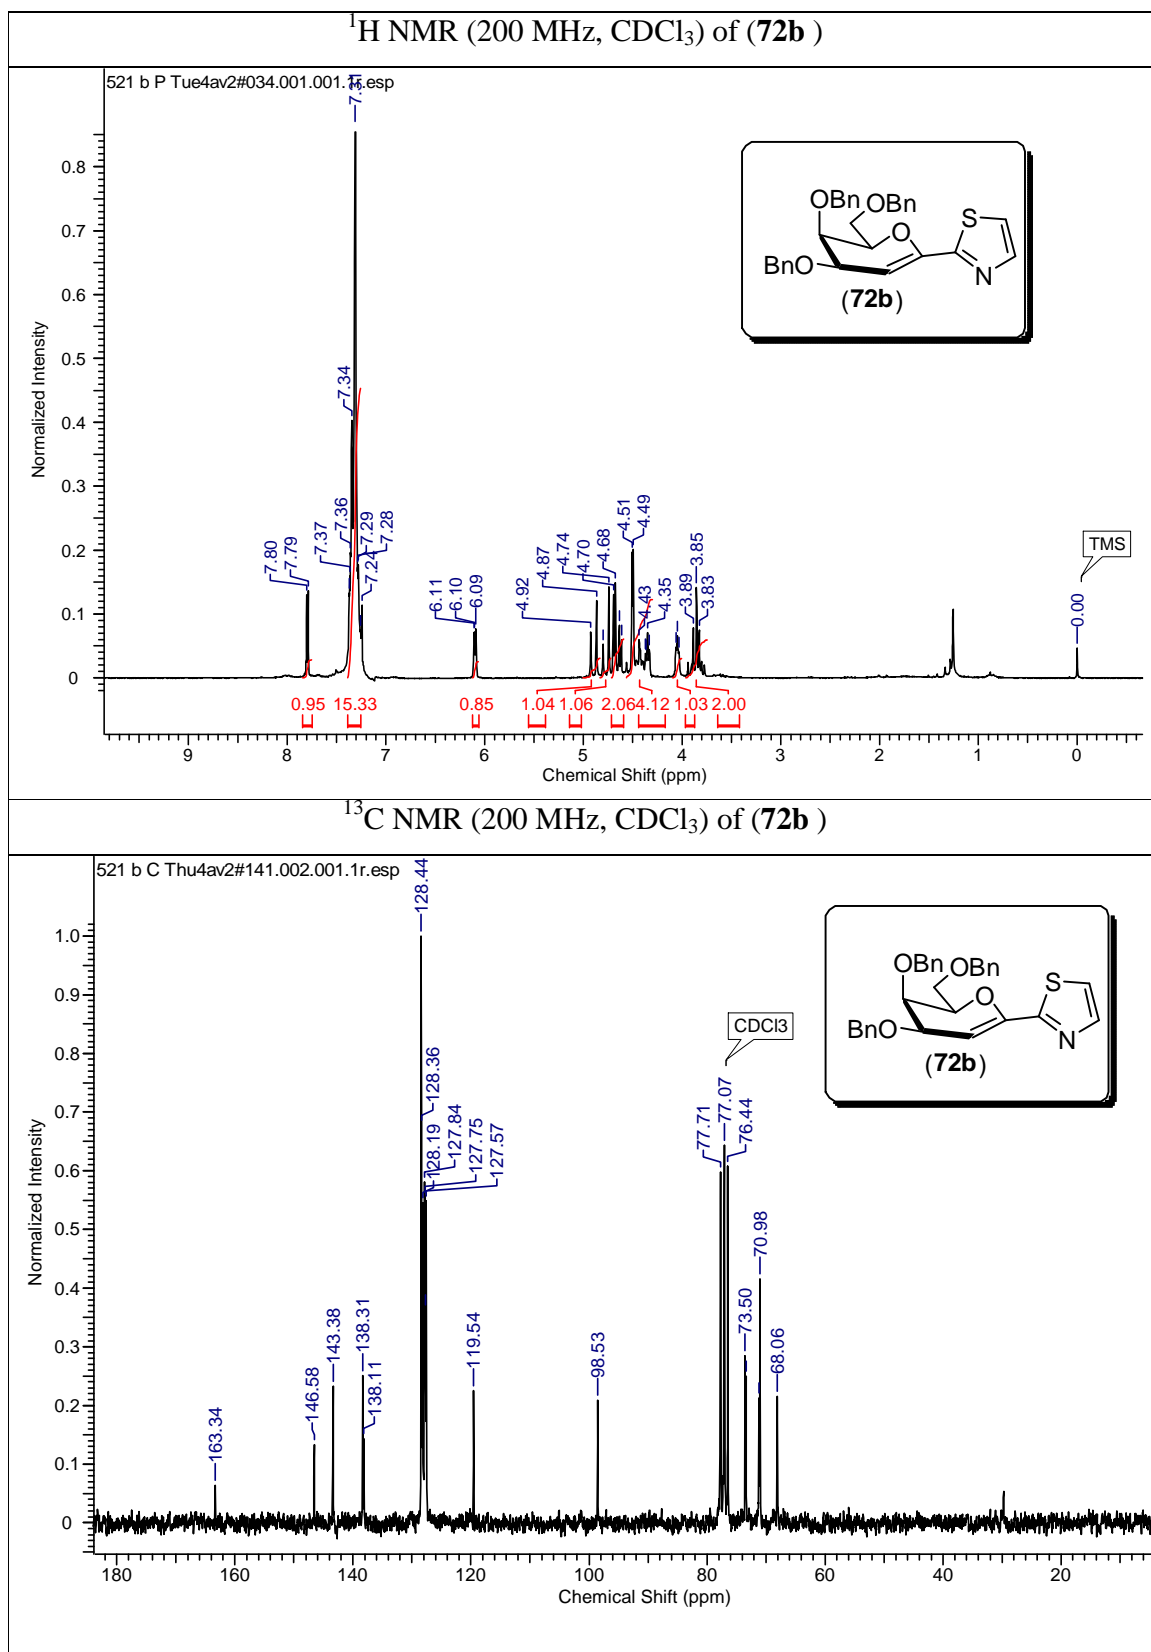 ¹H NMR (200 MHz, CDCl₃) of (72b )
521 b P Tue4av2#034.001.001.1r.esp
7.31
0.8
0.7
0.6
0.5
0.4
0.3
0.2
0.1
0
Normalized Intensity
7.80
7.79
7.37
7.36
7.34
7.24
7.29
7.28
6.11
6.10
6.09
4.92
4.87
4.74
4.70
4.68
4.51
4.49
4.43
4.35
3.89
3.85
3.83
0.00
TMS
OBn
OBn
O
S
N
BnO
(72b)
0.95 15.33 0.85 1.04 1.06 2.06 4.12 1.03 2.00
9 8 7 6 5 4 3 2 1 0
Chemical Shift (ppm)
¹³C NMR (200 MHz, CDCl₃) of (72b )
521 b C Thu4av2#141.002.001.1r.esp
1.0
0.9
0.8
0.7
0.6
0.5
0.4
0.3
0.2
0.1
0
Normalized Intensity
163.34
146.58
143.38
138.31
138.11
128.44
128.36
128.19
127.84
127.75
127.57
119.54
98.53
77.71
77.07
76.44
73.50
70.98
68.06
CDCl3
OBn
OBn
O
S
N
BnO
(72b)
180 160 140 120 100 80 60 40 20
Chemical Shift (ppm)